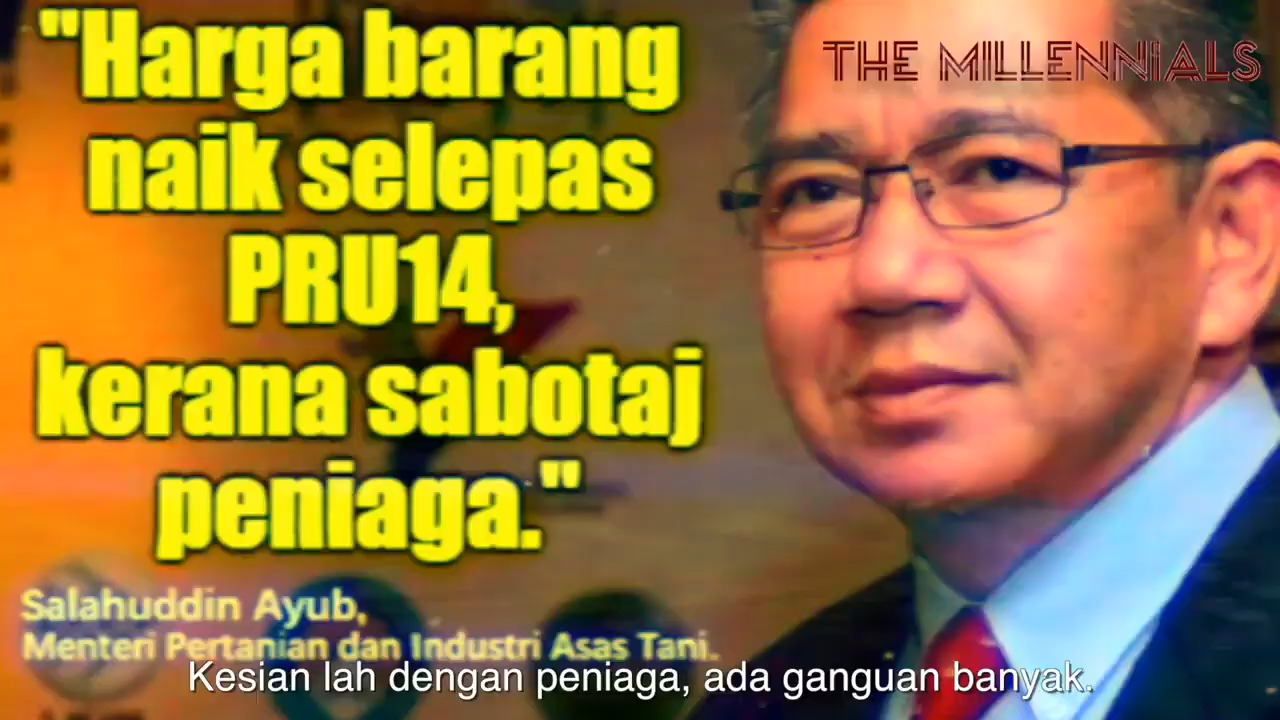 THE MILLENNiALS
"Harga barang
naik selepas
PRU14,
kerana sabotaj
peniaga."
Salahuddin Ayub,
Menteri Pertanian dan Industri Asas Tani.
Kesian lah dengan peniaga, ada ganguan banyak.